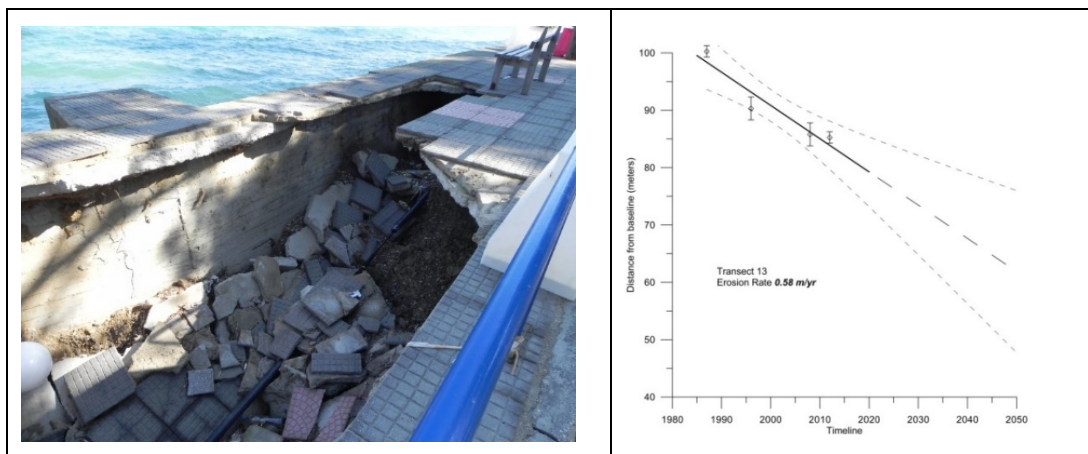 100
90
80
70
60
50
40
Distance from baseline (meters)
Transect 13
Erosion Rate 0.58 m/yr
1980 1990 2000 2010 2020 2030 2040 2050
Timeline